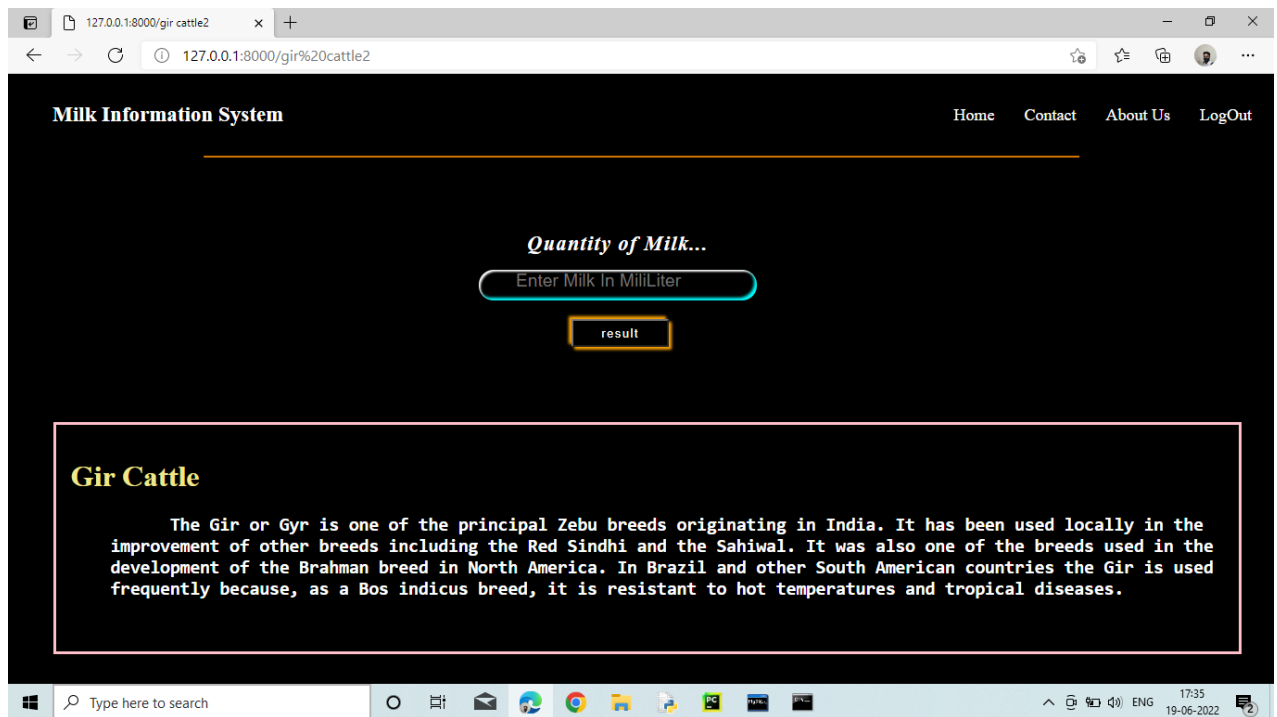 127.0.0.1:8000/gir cattle2
127.0.0.1:8000/gir%20cattle2
Milk Information System
Home Contact About Us LogOut
Quantity of Milk...
Enter Milk In MiliLiter
result
Gir Cattle
The Gir or Gyr is one of the principal Zebu breeds originating in India. It has been used locally in the
improvement of other breeds including the Red Sindhi and the Sahiwal. It was also one of the breeds used in the
development of the Brahman breed in North America. In Brazil and other South American countries the Gir is used
frequently because, as a Bos indicus breed, it is resistant to hot temperatures and tropical diseases.
Type here to search
PC
ENG
17:35
19-06-2022
2